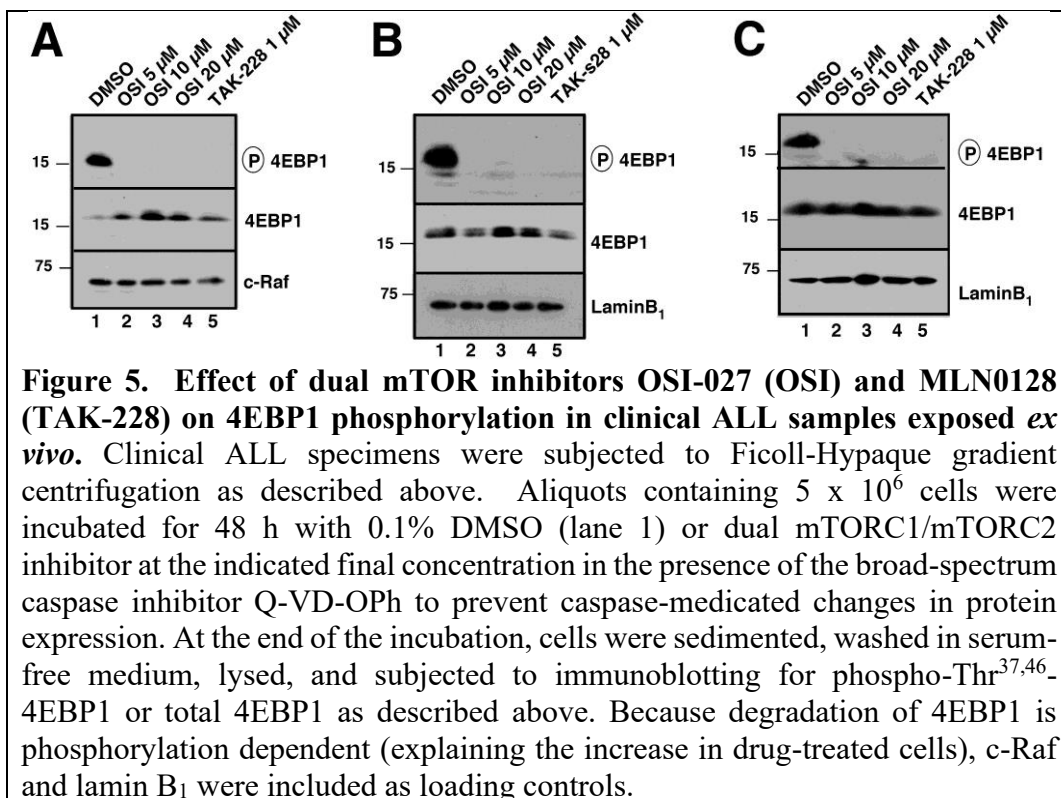 A B C
DMSO OSI 5 µM OSI 10 µM OSI 20 µM TAK-228 1 µM
15 Ⓟ 4EBP1
15 4EBP1
75 c-Raf
1 2 3 4 5
DMSO OSI 5 µM OSI 10 µM OSI 20 µM TAK-s28 1 µM
15 Ⓟ 4EBP1
15 4EBP1
75 LaminB1
1 2 3 4 5
DMSO OSI 5 µM OSI 10 µM OSI 20 µM TAK-228 1 µM
15 Ⓟ 4EBP1
15 4EBP1
75 LaminB1
1 2 3 4 5
Figure 5. Effect of dual mTOR inhibitors OSI-027 (OSI) and MLN0128
(TAK-228) on 4EBP1 phosphorylation in clinical ALL samples exposed ex
vivo. Clinical ALL specimens were subjected to Ficoll-Hypaque gradient
centrifugation as described above. Aliquots containing 5 x 10⁶ cells were
incubated for 48 h with 0.1% DMSO (lane 1) or dual mTORC1/mTORC2
inhibitor at the indicated final concentration in the presence of the broad-spectrum
caspase inhibitor Q-VD-OPh to prevent caspase-medicated changes in protein
expression. At the end of the incubation, cells were sedimented, washed in serum-
free medium, lysed, and subjected to immunoblotting for phospho-Thr³⁷,⁴⁶-
4EBP1 or total 4EBP1 as described above. Because degradation of 4EBP1 is
phosphorylation dependent (explaining the increase in drug-treated cells), c-Raf
and lamin B₁ were included as loading controls.